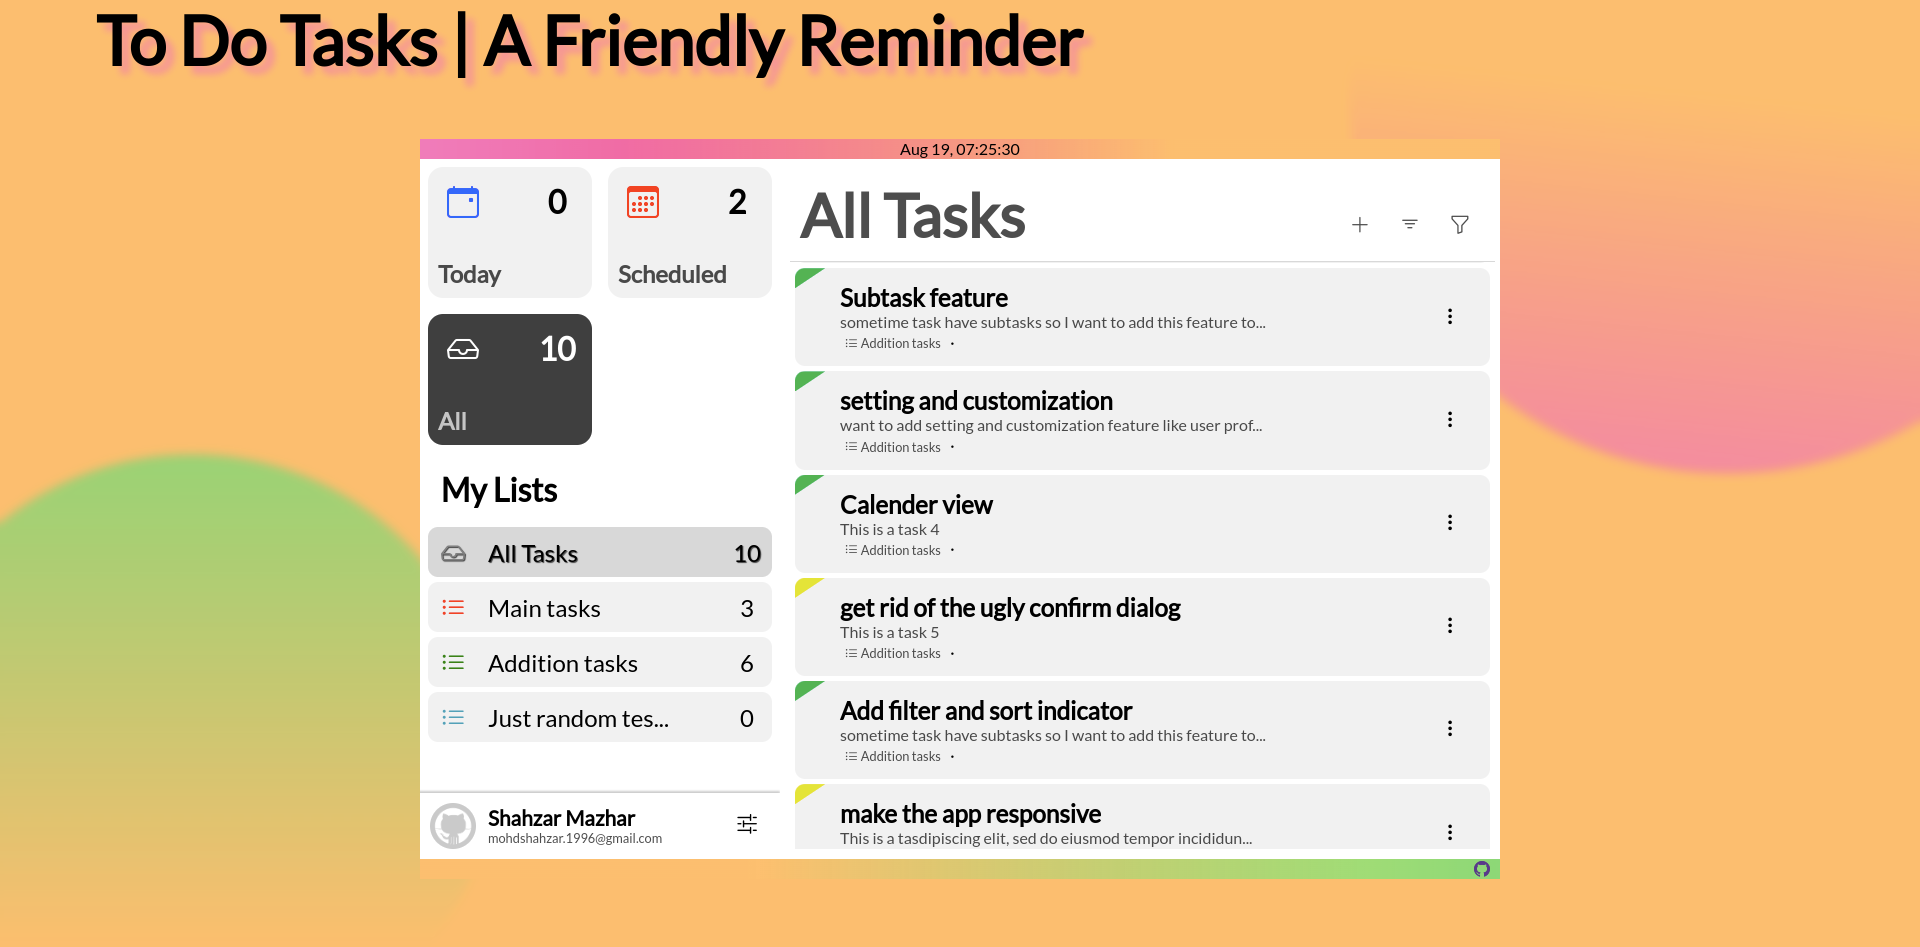 To Do Tasks | A Friendly Reminder
Aug 19, 07:25:30
0
Today
2
Scheduled
10
All
My Lists
All Tasks 10
Main tasks 3
Addition tasks 6
Just random tes... 0
Shahzar Mazhar
mohdshahzar.1996@gmail.com
All Tasks
Subtask feature
sometime task have subtasks so I want to add this feature to...
Addition tasks •
setting and customization
want to add setting and customization feature like user prof...
Addition tasks •
Calender view
This is a task 4
Addition tasks •
get rid of the ugly confirm dialog
This is a task 5
Addition tasks •
Add filter and sort indicator
sometime task have subtasks so I want to add this feature to...
Addition tasks •
make the app responsive
This is a tasdipiscing elit, sed do eiusmod tempor incididun...